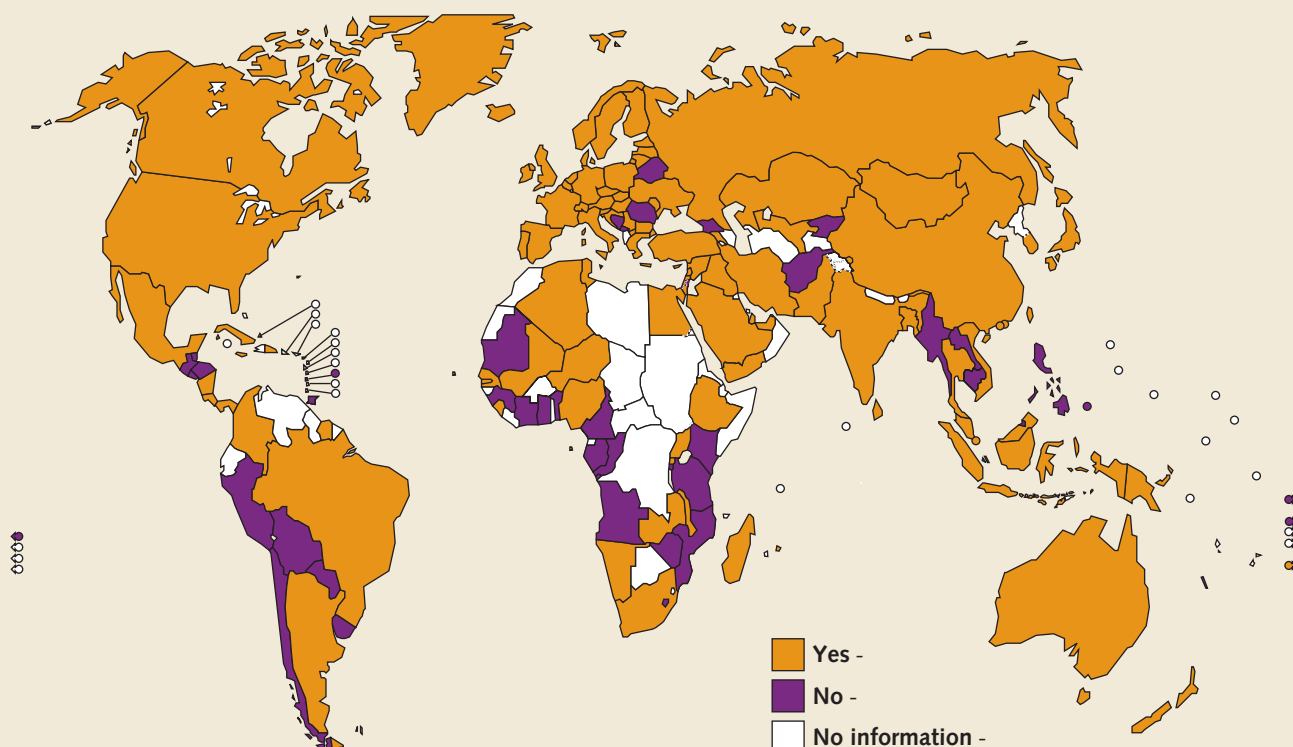 Yes -
No -
No information -